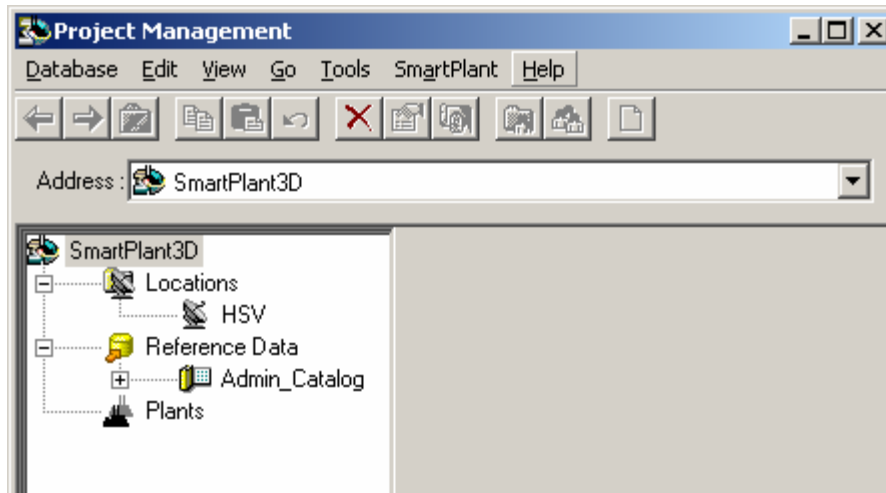 Project Management
Database Edit View Go Tools SmartPlant Help
Address : SmartPlant3D
SmartPlant3D
Locations
HSV
Reference Data
Admin_Catalog
Plants